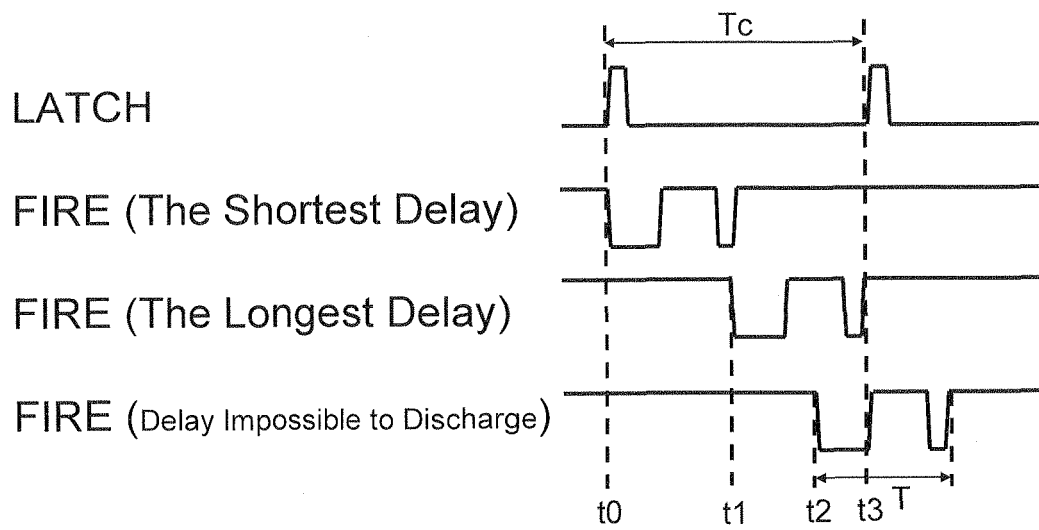 Tc
LATCH
FIRE (The Shortest Delay)
FIRE (The Longest Delay)
FIRE (Delay Impossible to Discharge)
T
t0 t1 t2 t3